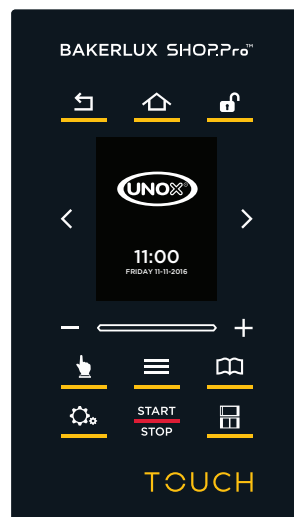 BAKERLUX SHOP.Pro™
UNOX®
11:00
FRIDAY 11-11-2016
START
STOP
TOUCH